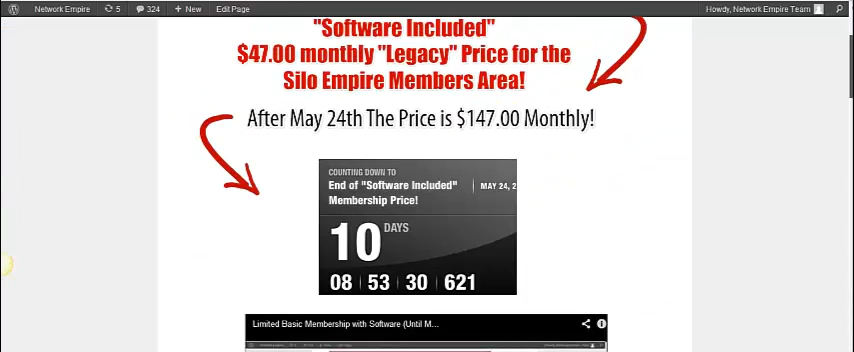 Network Empire 5 324 + New Edit Page Howdy, Network Empire Team
"Software Included"
$47.00 monthly "Legacy" Price for the
Silo Empire Members Area!
After May 24th The Price is $147.00 Monthly!
COUNTING DOWN TO
End of "Software Included" MAY 24, 2
Membership Price!
10 DAYS
08 53 30 621
Limited Basic Membership with Software (Until M...